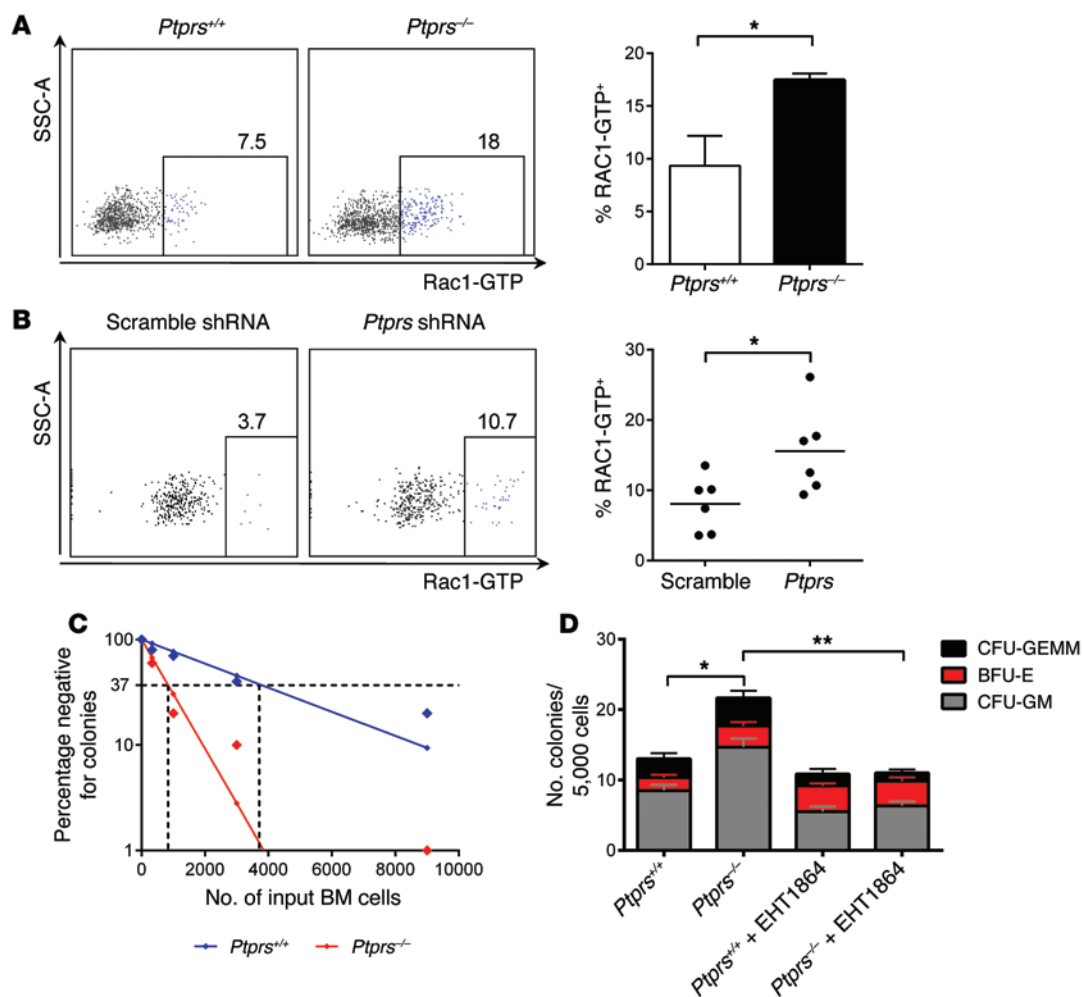 A
Ptprs+/+
Ptprs–/–
SSC-A
7.5
18
Rac1-GTP
*
% RAC1-GTP+
20
15
10
5
0
Ptprs+/+
Ptprs–/–
B
Scramble shRNA
Ptprs shRNA
SSC-A
3.7
10.7
Rac1-GTP
*
% RAC1-GTP+
30
20
10
0
Scramble
Ptprs
C
Percentage negative
for colonies
100
37
10
1
0
2000
4000
6000
8000
10000
No. of input BM cells
Ptprs+/+
Ptprs–/–
D
No. colonies/
5,000 cells
30
20
10
0
*
**
CFU-GEMM
BFU-E
CFU-GM
Ptprs+/+
Ptprs–/–
Ptprs+/+ + EHT1864
Ptprs–/– + EHT1864